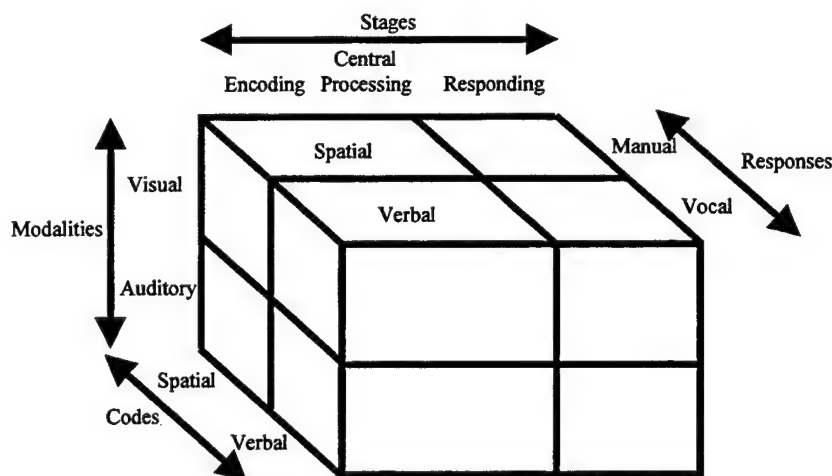 Stages
Central
Encoding Processing Responding
Spatial
Manual
Responses
Visual
Verbal
Vocal
Modalities
Auditory
Spatial
Codes
Verbal